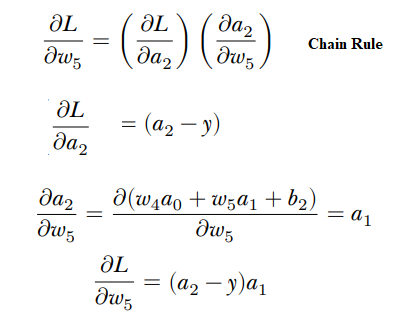 ∂L/∂w₅ = (∂L/∂a₂) (∂a₂/∂w₅) Chain Rule
∂L/∂a₂ = (a₂ − y)
∂a₂/∂w₅ = ∂(w₄a₀ + w₅a₁ + b₂)/∂w₅ = a₁
∂L/∂w₅ = (a₂ − y)a₁